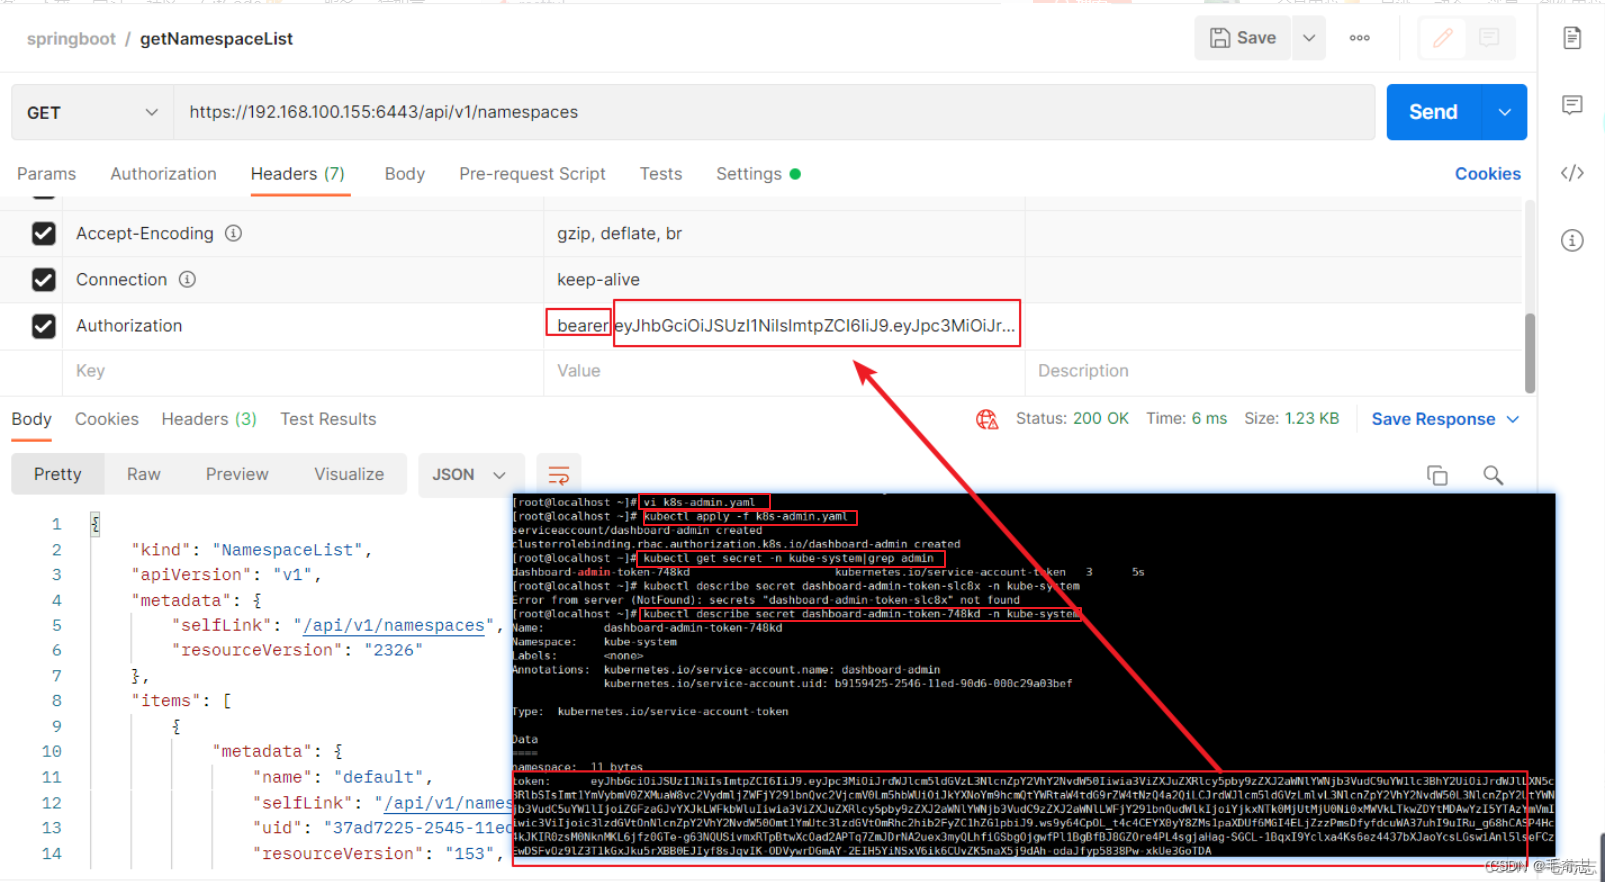 springboot / getNamespaceList
Save
GET
https://192.168.100.155:6443/api/v1/namespaces
Send
Params Authorization Headers (7) Body Pre-request Script Tests Settings Cookies
Accept-Encoding gzip, deflate, br
Connection keep-alive
Authorization bearer eyJhbGciOiJSUzI1NiIsImtpZCI6IiJ9.eyJpc3MiOiJr...
Key Value Description
Body Cookies Headers (3) Test Results Status: 200 OK Time: 6 ms Size: 1.23 KB Save Response
Pretty Raw Preview Visualize JSON
1 {
2 "kind": "NamespaceList",
3 "apiVersion": "v1",
4 "metadata": {
5 "selfLink": "/api/v1/namespaces",
6 "resourceVersion": "2326"
7 },
8 "items": [
9 {
10 "metadata": {
11 "name": "default",
12 "selfLink": "/api/v1/names
13 "uid": "37ad7225-2545-11ed
14 "resourceVersion": "153",
[root@localhost ~]# vi k8s-admin.yaml
[root@localhost ~]# kubectl apply -f k8s-admin.yaml
serviceaccount/dashboard-admin created
clusterrolebinding.rbac.authorization.k8s.io/dashboard-admin created
[root@localhost ~]# kubectl get secret -n kube-system|grep admin
dashboard-admin-token-748kd kubernetes.io/service-account-token 3 5s
[root@localhost ~]# kubectl describe secret dashboard-admin-token-slc8x -n kube-system
Error from server (NotFound): secrets "dashboard-admin-token-slc8x" not found
[root@localhost ~]# kubectl describe secret dashboard-admin-token-748kd -n kube-system
Name: dashboard-admin-token-748kd
Namespace: kube-system
Labels: <none>
Annotations: kubernetes.io/service-account.name: dashboard-admin
kubernetes.io/service-account.uid: b9159425-2546-11ed-90d6-000c29a03bef
Type: kubernetes.io/service-account-token
Data
====
namespace: 11 bytes
token:
CSDN